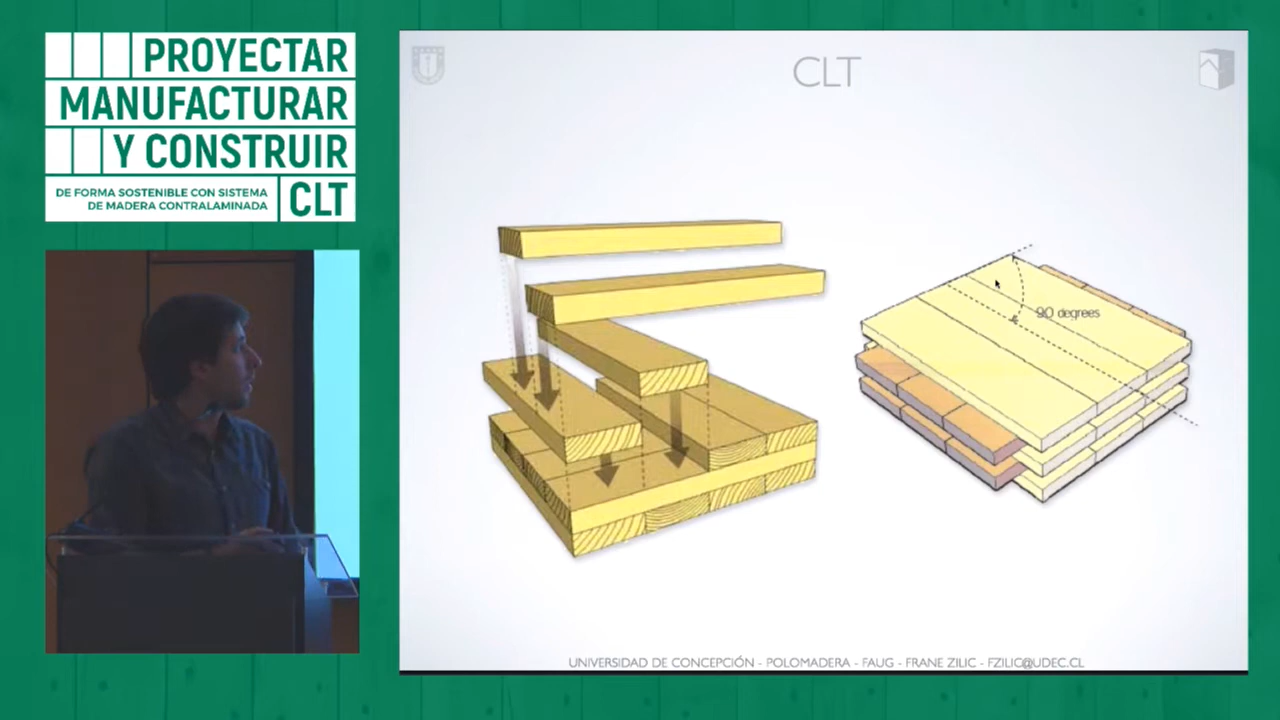 PROYECTAR
MANUFACTURAR
Y CONSTRUIR
DE FORMA SOSTENIBLE CON SISTEMA
DE MADERA CONTRALAMINADA
CLT
CLT
90 degrees
UNIVERSIDAD DE CONCEPCIÓN - POLOMADERA - FAUG - FRANE ZILIC - FZILIC@UDEC.CL